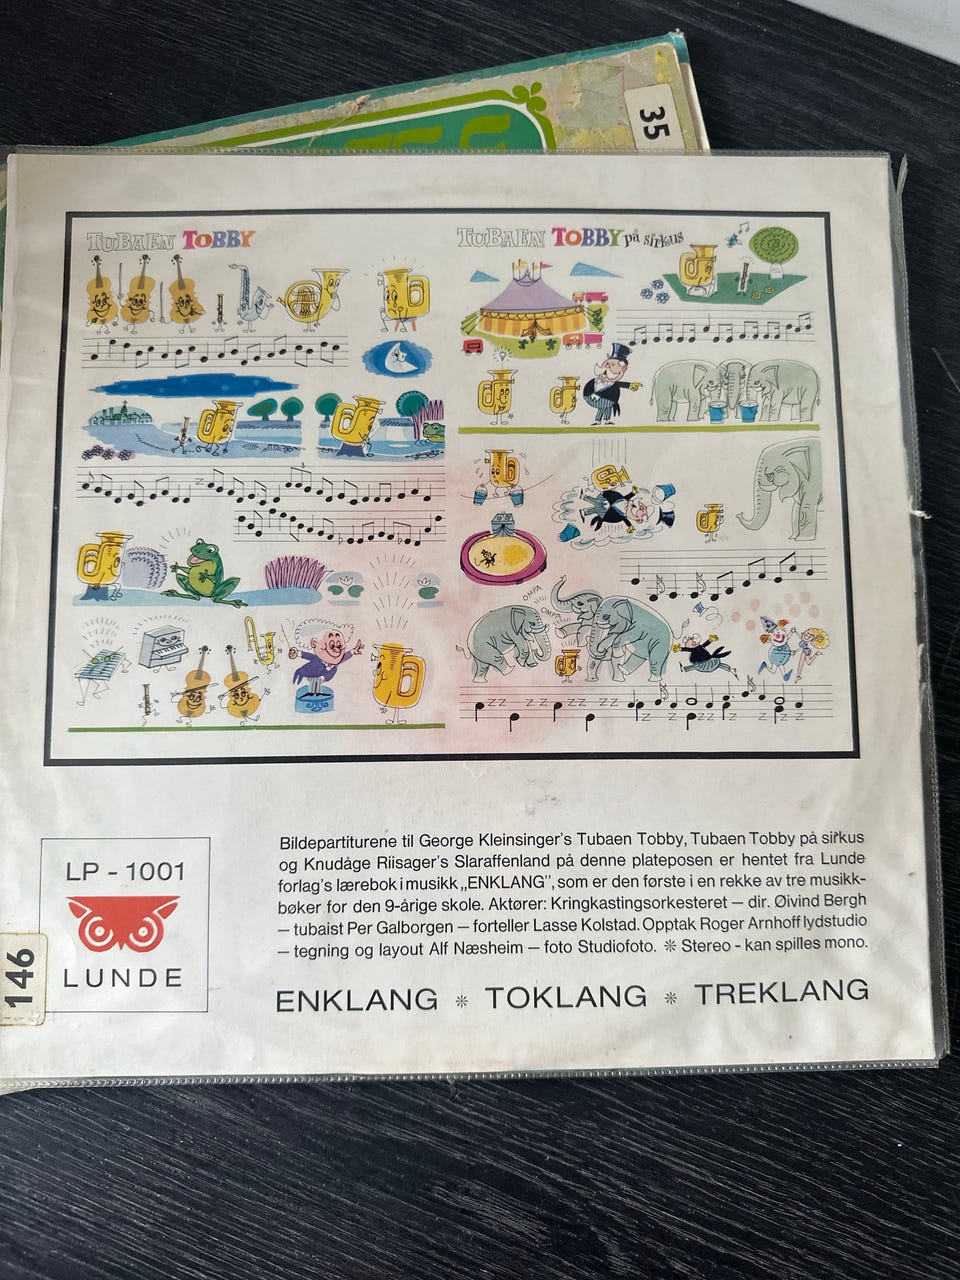 35
TUBAEN TOBBY
TUBAEN TOBBY på sirkus
z
OMPA
OMPA
zz zz zz zz
z z z z
Bildepartiturene til George Kleinsinger's Tubaen Tobby, Tubaen Tobby på sirkus
og Knudåge Riisager's Slaraffenland på denne plateposen er hentet fra Lunde
forlag's lærebok i musikk „ENKLANG", som er den første i en rekke av tre musikk-
bøker for den 9-årige skole. Aktører: Kringkastingsorkesteret – dir. Øivind Bergh
– tubaist Per Galborgen – forteller Lasse Kolstad. Opptak Roger Arnhoff lydstudio
– tegning og layout Alf Næsheim – foto Studiofoto. ✳ Stereo - kan spilles mono.
ENKLANG ✳ TOKLANG ✳ TREKLANG
LP - 1001
LUNDE
146